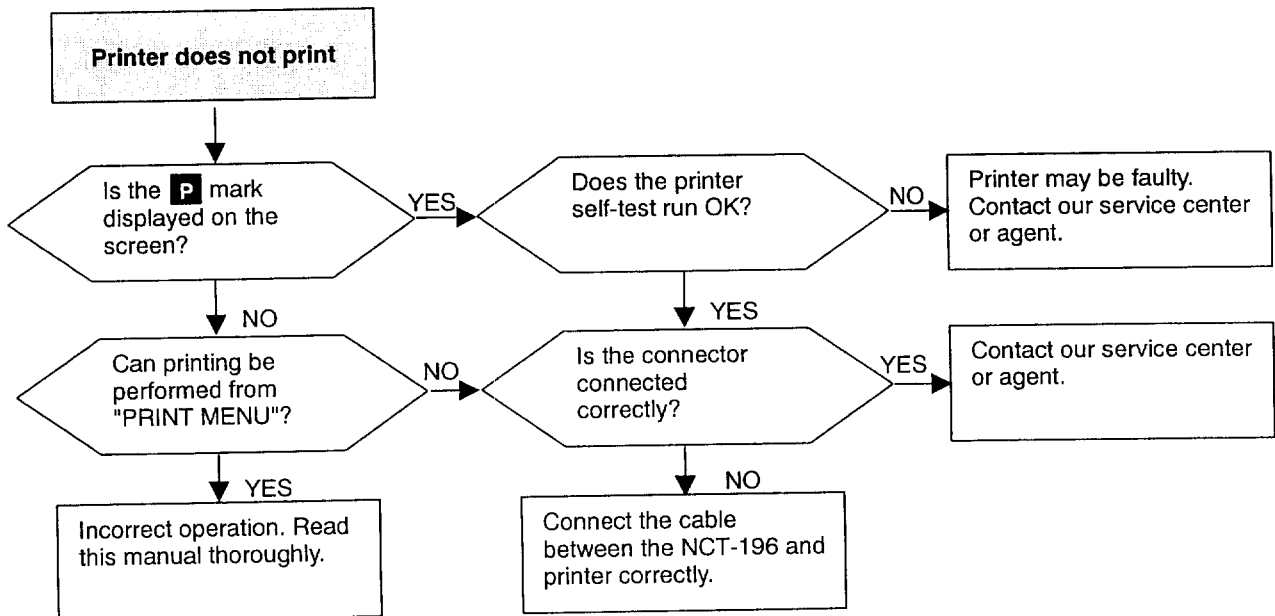 Printer does not print
Is the P mark
displayed on the
screen?
YES
Does the printer
self-test run OK?
NO
Printer may be faulty.
Contact our service center
or agent.
NO
YES
Can printing be
performed from
"PRINT MENU"?
NO
Is the connector
connected
correctly?
YES
Contact our service center
or agent.
YES
NO
Incorrect operation. Read
this manual thoroughly.
Connect the cable
between the NCT-196 and
printer correctly.